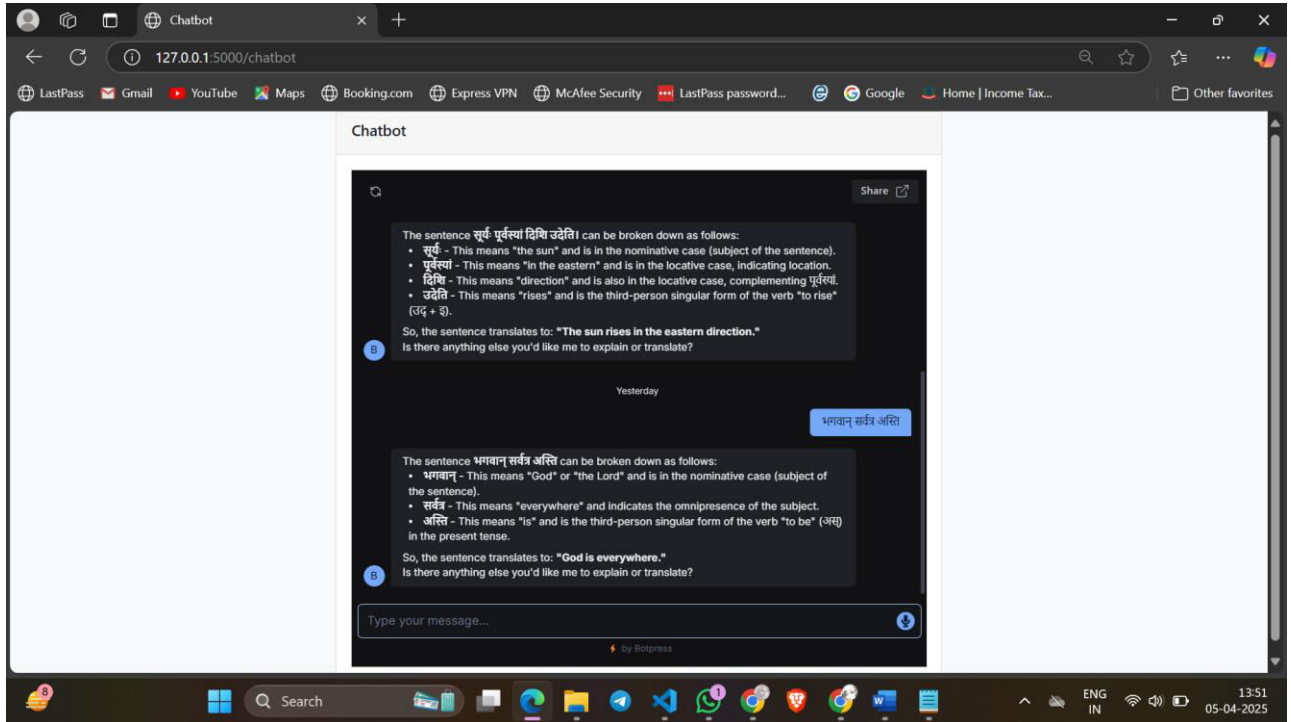 Chatbot
127.0.0.1:5000/chatbot
LastPass Gmail YouTube Maps Booking.com Express VPN McAfee Security LastPass password... Google Home | Income Tax... Other favorites
Chatbot
Share
The sentence सूर्यः पूर्वस्यां दिशि उदेति। can be broken down as follows:
• सूर्यः - This means "the sun" and is in the nominative case (subject of the sentence).
• पूर्वस्यां - This means "in the eastern" and is in the locative case, indicating location.
• दिशि - This means "direction" and is also in the locative case, complementing पूर्वस्यां.
• उदेति - This means "rises" and is the third-person singular form of the verb "to rise"
(उद् + इ).
So, the sentence translates to: "The sun rises in the eastern direction."
B Is there anything else you'd like me to explain or translate?
Yesterday
भगवान् सर्वत्र अस्ति
The sentence भगवान् सर्वत्र अस्ति can be broken down as follows:
• भगवान् - This means "God" or "the Lord" and is in the nominative case (subject of
the sentence).
• सर्वत्र - This means "everywhere" and indicates the omnipresence of the subject.
• अस्ति - This means "is" and is the third-person singular form of the verb "to be" (अस्)
in the present tense.
So, the sentence translates to: "God is everywhere."
B Is there anything else you'd like me to explain or translate?
Type your message...
by Botpress
8 Search 1 ENG 13:51
IN 05-04-2025